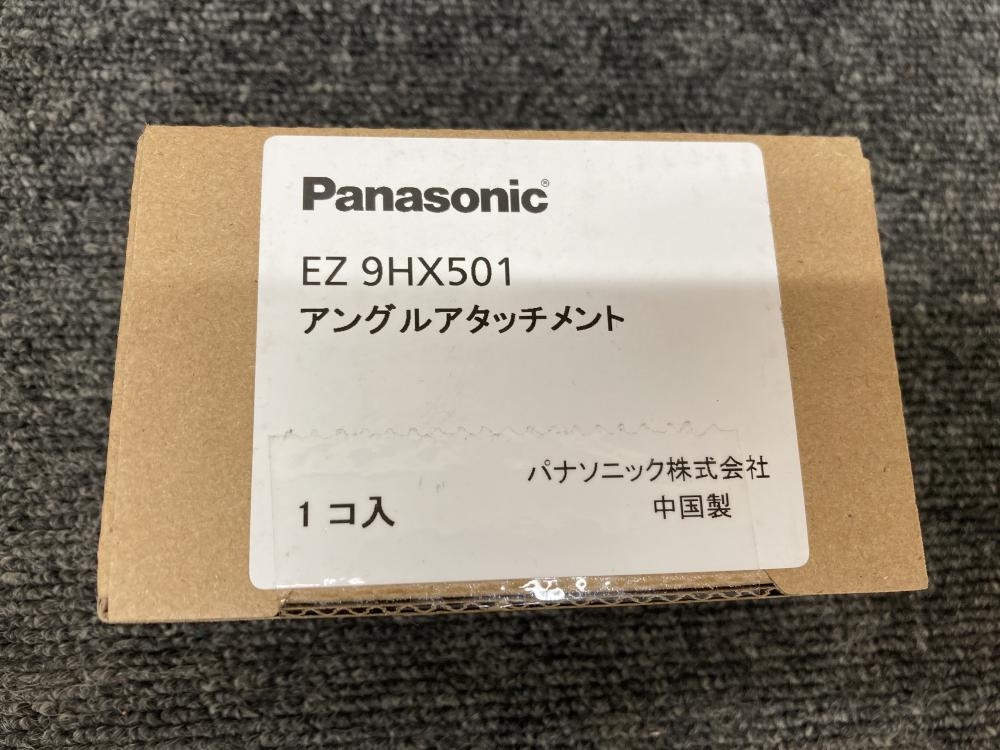 Panasonic®
EZ 9HX501
アングルアタッチメント
パナソニック株式会社
1コ入
中国製